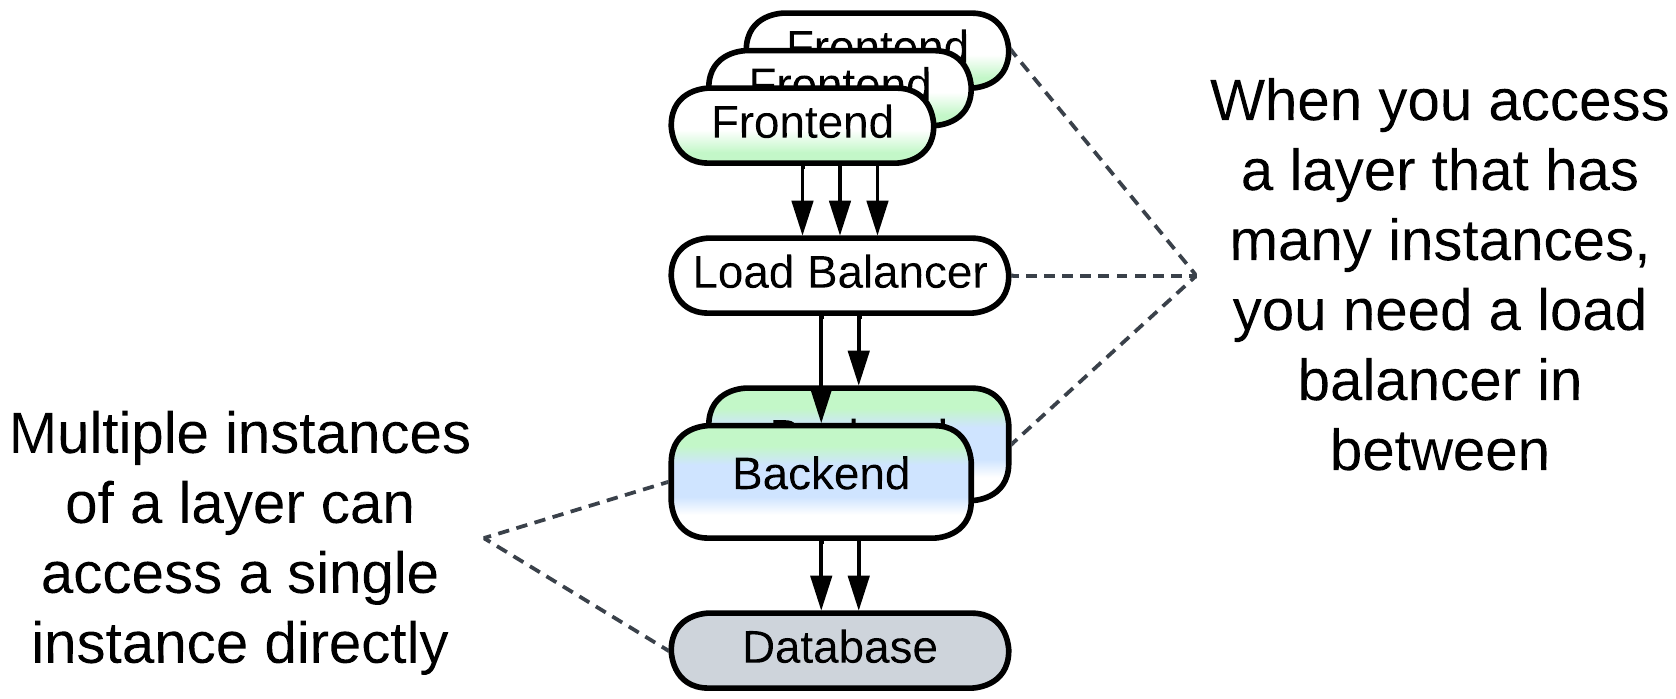 Frontend
Frontend
Frontend
Load Balancer
When you access
a layer that has
many instances,
you need a load
balancer in
between
Backend
Multiple instances
of a layer can
access a single
instance directly
Database